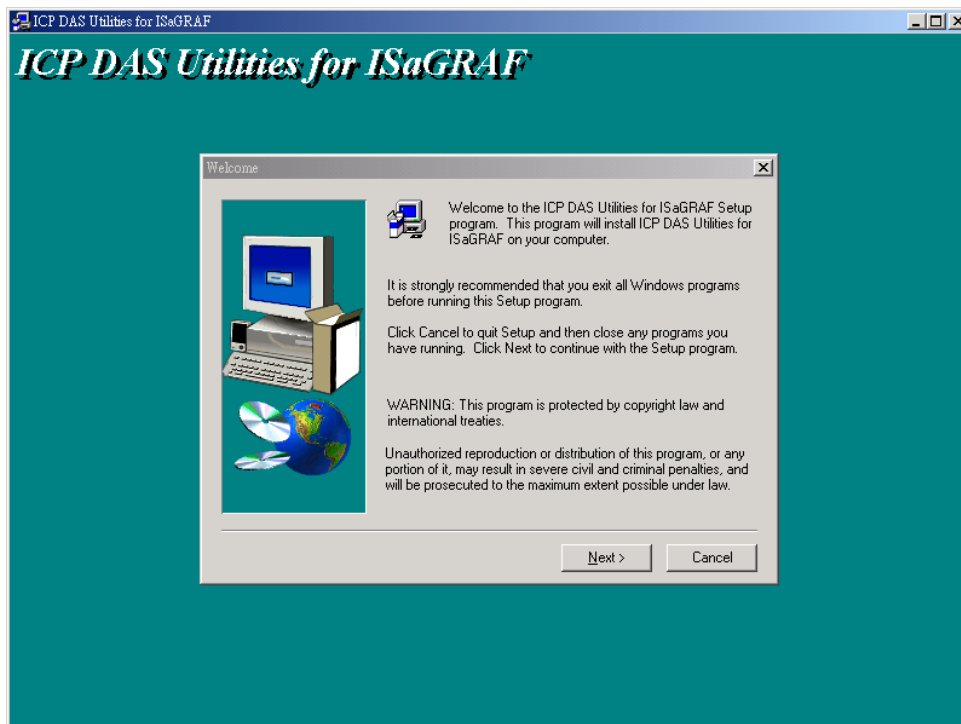 ICP DAS Utilities for ISaGRAF
ICP DAS Utilities for ISaGRAF
Welcome
Welcome to the ICP DAS Utilities for ISaGRAF Setup
program. This program will install ICP DAS Utilities for
ISaGRAF on your computer.
It is strongly recommended that you exit all Windows programs
before running this Setup program.
Click Cancel to quit Setup and then close any programs you
have running. Click Next to continue with the Setup program.
WARNING: This program is protected by copyright law and
international treaties.
Unauthorized reproduction or distribution of this program, or any
portion of it, may result in severe civil and criminal penalties, and
will be prosecuted to the maximum extent possible under law.
Next >
Cancel